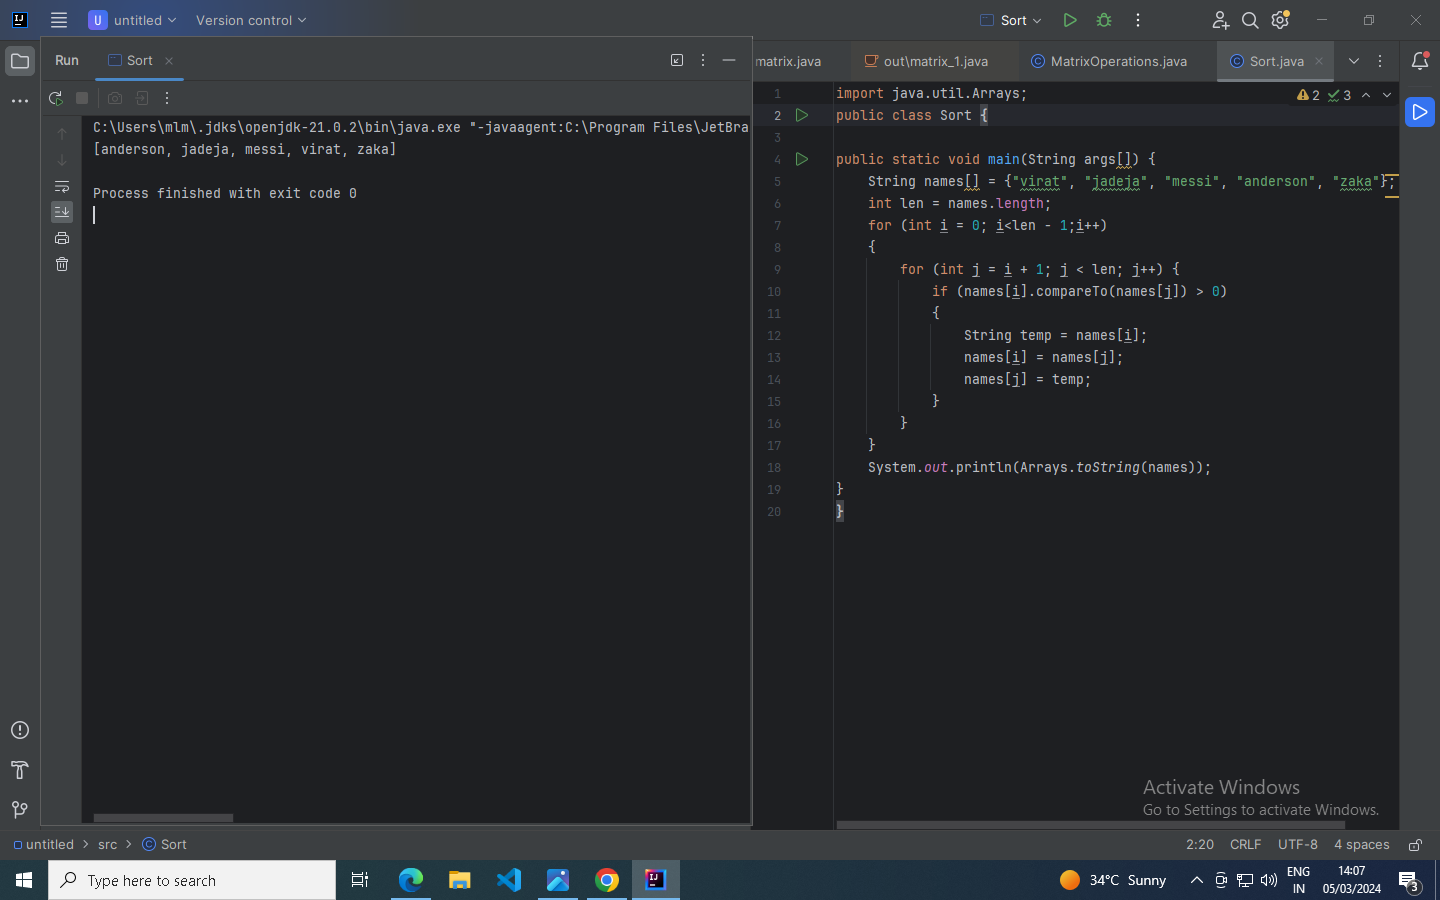 U untitled Version control Sort
Run Sort
matrix.java out\matrix_1.java MatrixOperations.java Sort.java
2 3
C:\Users\mlm\.jdks\openjdk-21.0.2\bin\java.exe "-javaagent:C:\Program Files\JetBra
[anderson, jadeja, messi, virat, zaka]
Process finished with exit code 0
1 import java.util.Arrays;
2 public class Sort {
3
4 public static void main(String args[]) {
5 String names[] = {"virat", "jadeja", "messi", "anderson", "zaka"};
6 int len = names.length;
7 for (int i = 0; i<len - 1;i++)
8 {
9 for (int j = i + 1; j < len; j++) {
10 if (names[i].compareTo(names[j]) > 0)
11 {
12 String temp = names[i];
13 names[i] = names[j];
14 names[j] = temp;
15 }
16 }
17 }
18 System.out.println(Arrays.toString(names));
19 }
20 }
Activate Windows
Go to Settings to activate Windows.
untitled > src > Sort
2:20 CRLF UTF-8 4 spaces
Type here to search
34°C Sunny
ENG
IN
14:07
05/03/2024
3